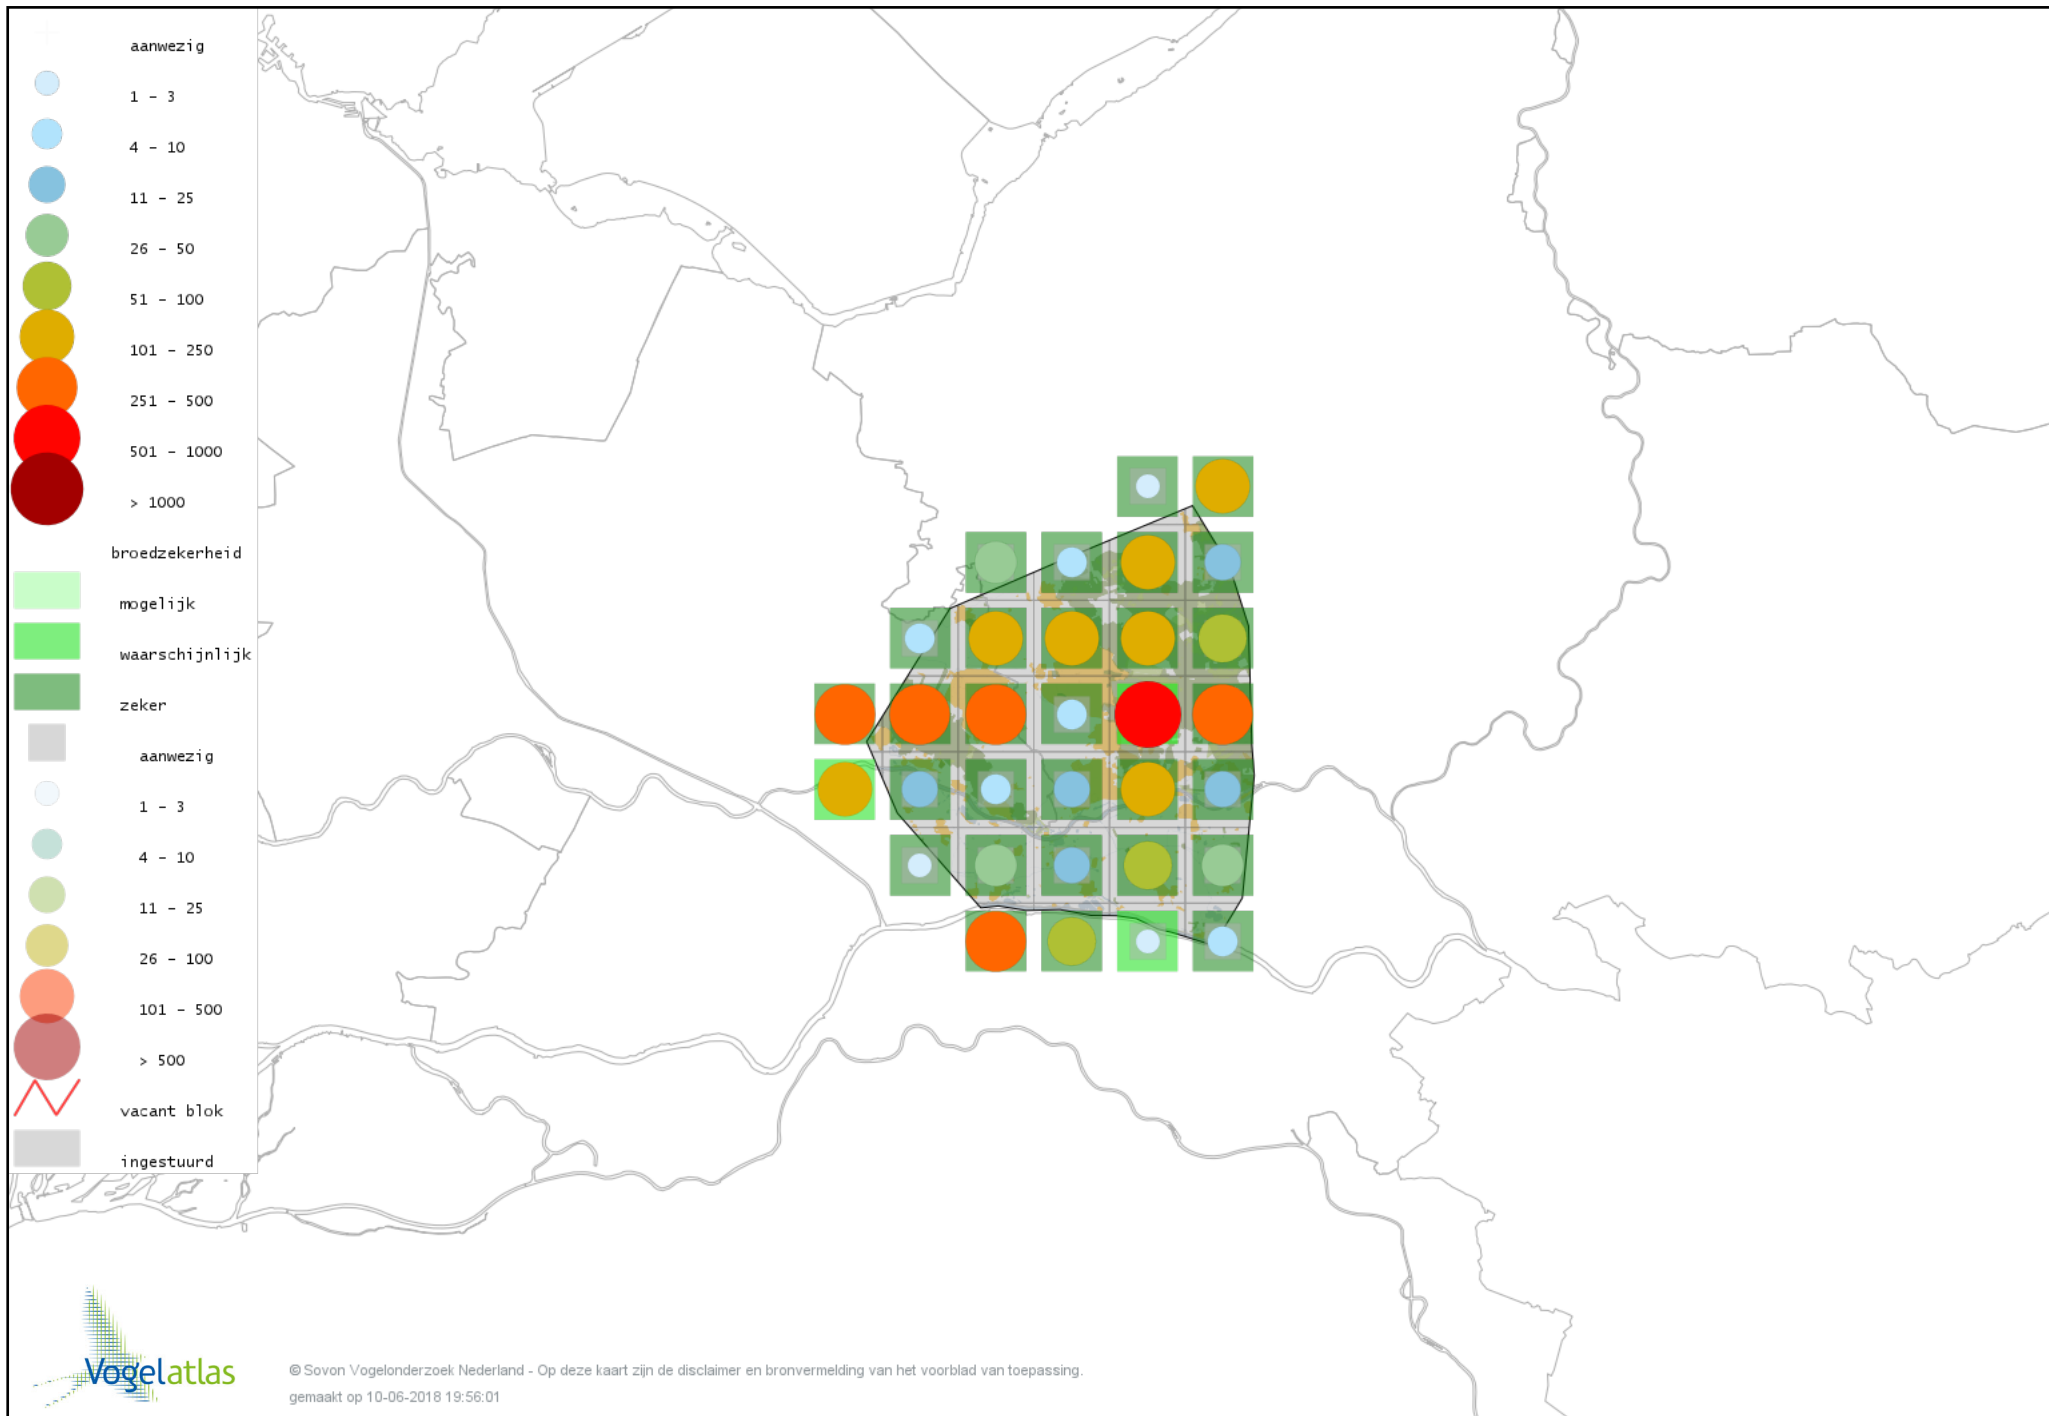 aanwezig
1 - 3
4 - 10
11 - 25
26 - 50
51 - 100
101 - 250
251 - 500
501 - 1000
> 1000
broedzekerheid
mogelijk
waarschijnlijk
zeker
aanwezig
1 - 3
4 - 10
11 - 25
26 - 100
101 - 500
> 500
vacant blok
ingestuurd
Vogelatlas
© Sovon Vogelonderzoek Nederland - Op deze kaart zijn de disclaimer en bronvermelding van het voorblad van toepassing.
gemaakt op 10-06-2018 19:56:01